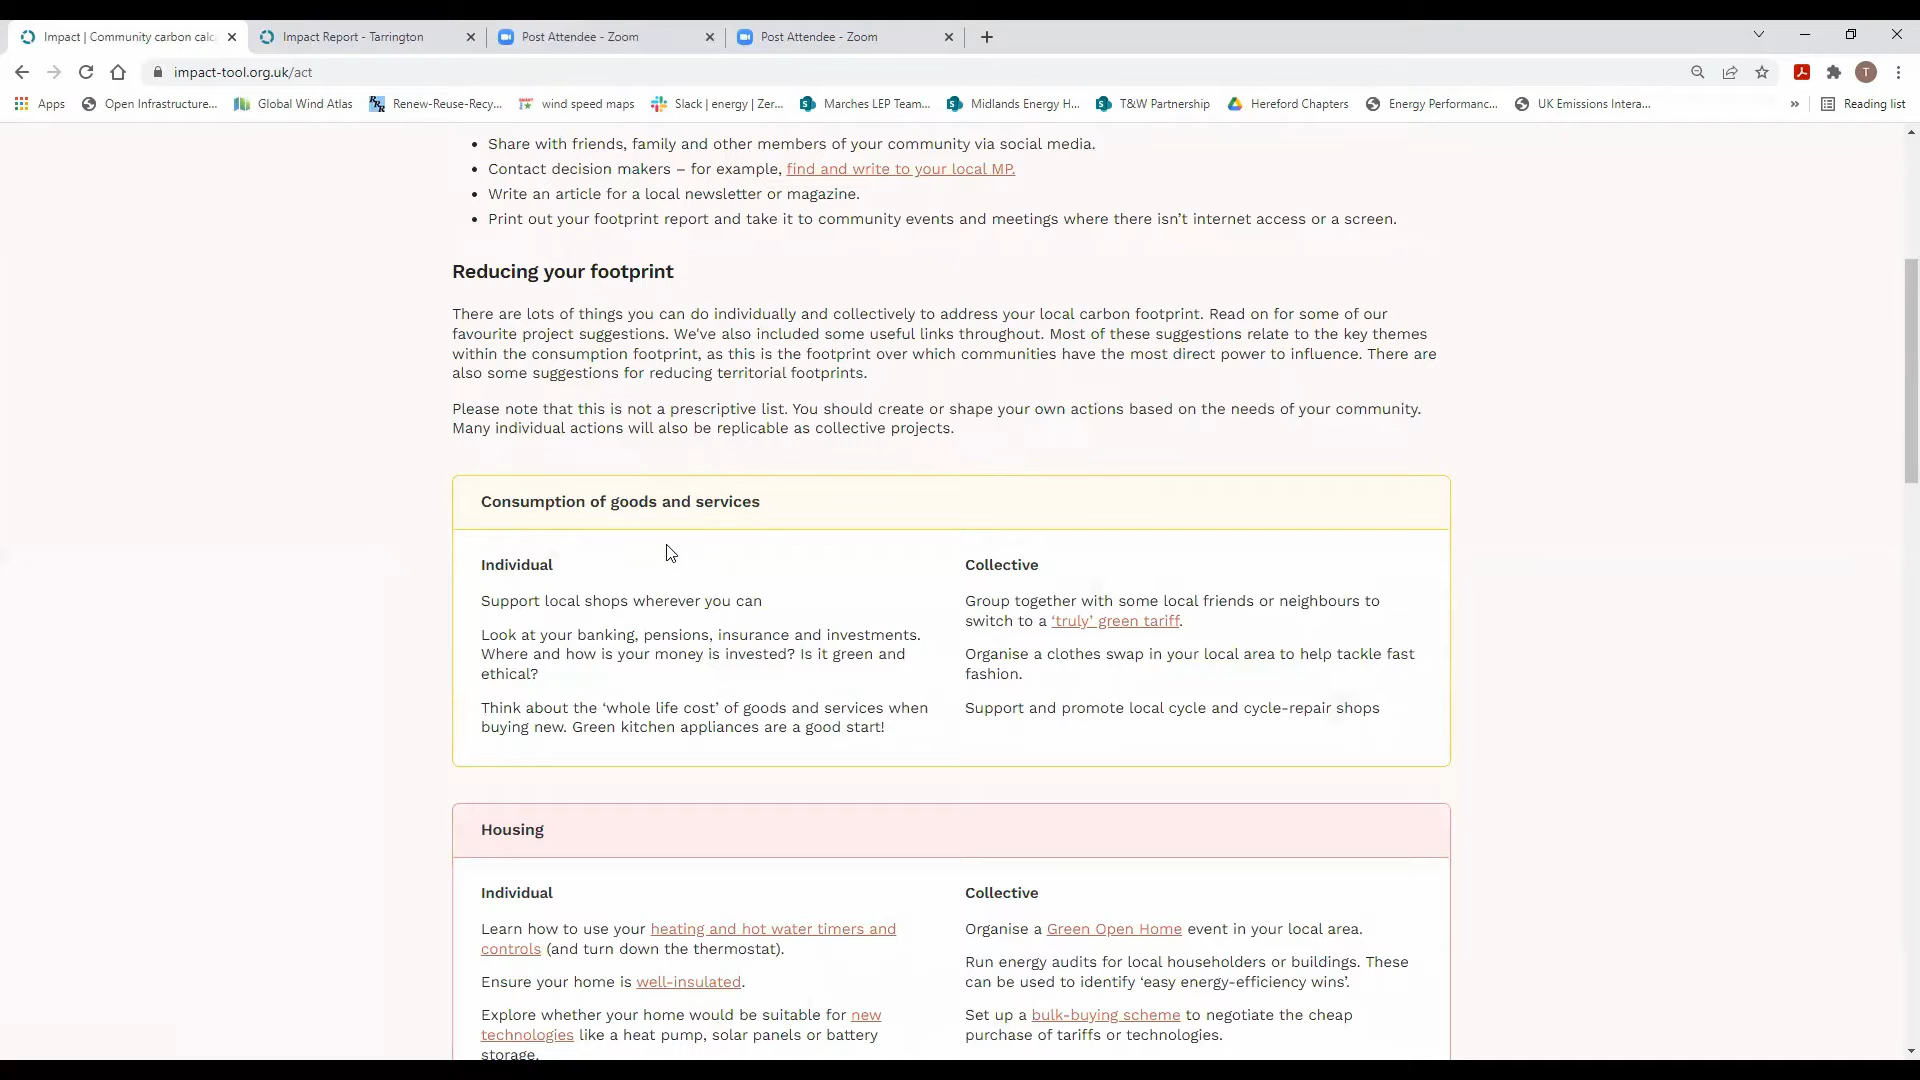 Impact | Community carbon calc
Impact Report - Tarrington
Post Attendee - Zoom
Post Attendee - Zoom
impact-tool.org.uk/act
T
Apps
Open Infrastructure...
Global Wind Atlas
Renew-Reuse-Recy...
wind speed maps
Slack | energy | Zer...
Marches LEP Team...
Midlands Energy H...
T&W Partnership
Hereford Chapters
Energy Performanc...
UK Emissions Intera...
»
Reading list
• Share with friends, family and other members of your community via social media.
• Contact decision makers – for example, find and write to your local MP.
• Write an article for a local newsletter or magazine.
• Print out your footprint report and take it to community events and meetings where there isn’t internet access or a screen.
Reducing your footprint
There are lots of things you can do individually and collectively to address your local carbon footprint. Read on for some of our
favourite project suggestions. We've also included some useful links throughout. Most of these suggestions relate to the key themes
within the consumption footprint, as this is the footprint over which communities have the most direct power to influence. There are
also some suggestions for reducing territorial footprints.
Please note that this is not a prescriptive list. You should create or shape your own actions based on the needs of your community.
Many individual actions will also be replicable as collective projects.
Consumption of goods and services
Individual
Support local shops wherever you can
Look at your banking, pensions, insurance and investments.
Where and how is your money is invested? Is it green and
ethical?
Think about the ‘whole life cost’ of goods and services when
buying new. Green kitchen appliances are a good start!
Collective
Group together with some local friends or neighbours to
switch to a ‘truly’ green tariff.
Organise a clothes swap in your local area to help tackle fast
fashion.
Support and promote local cycle and cycle-repair shops
Housing
Individual
Learn how to use your heating and hot water timers and
controls (and turn down the thermostat).
Ensure your home is well-insulated.
Explore whether your home would be suitable for new
technologies like a heat pump, solar panels or battery
storage.
Collective
Organise a Green Open Home event in your local area.
Run energy audits for local householders or buildings. These
can be used to identify ‘easy energy-efficiency wins’.
Set up a bulk-buying scheme to negotiate the cheap
purchase of tariffs or technologies.